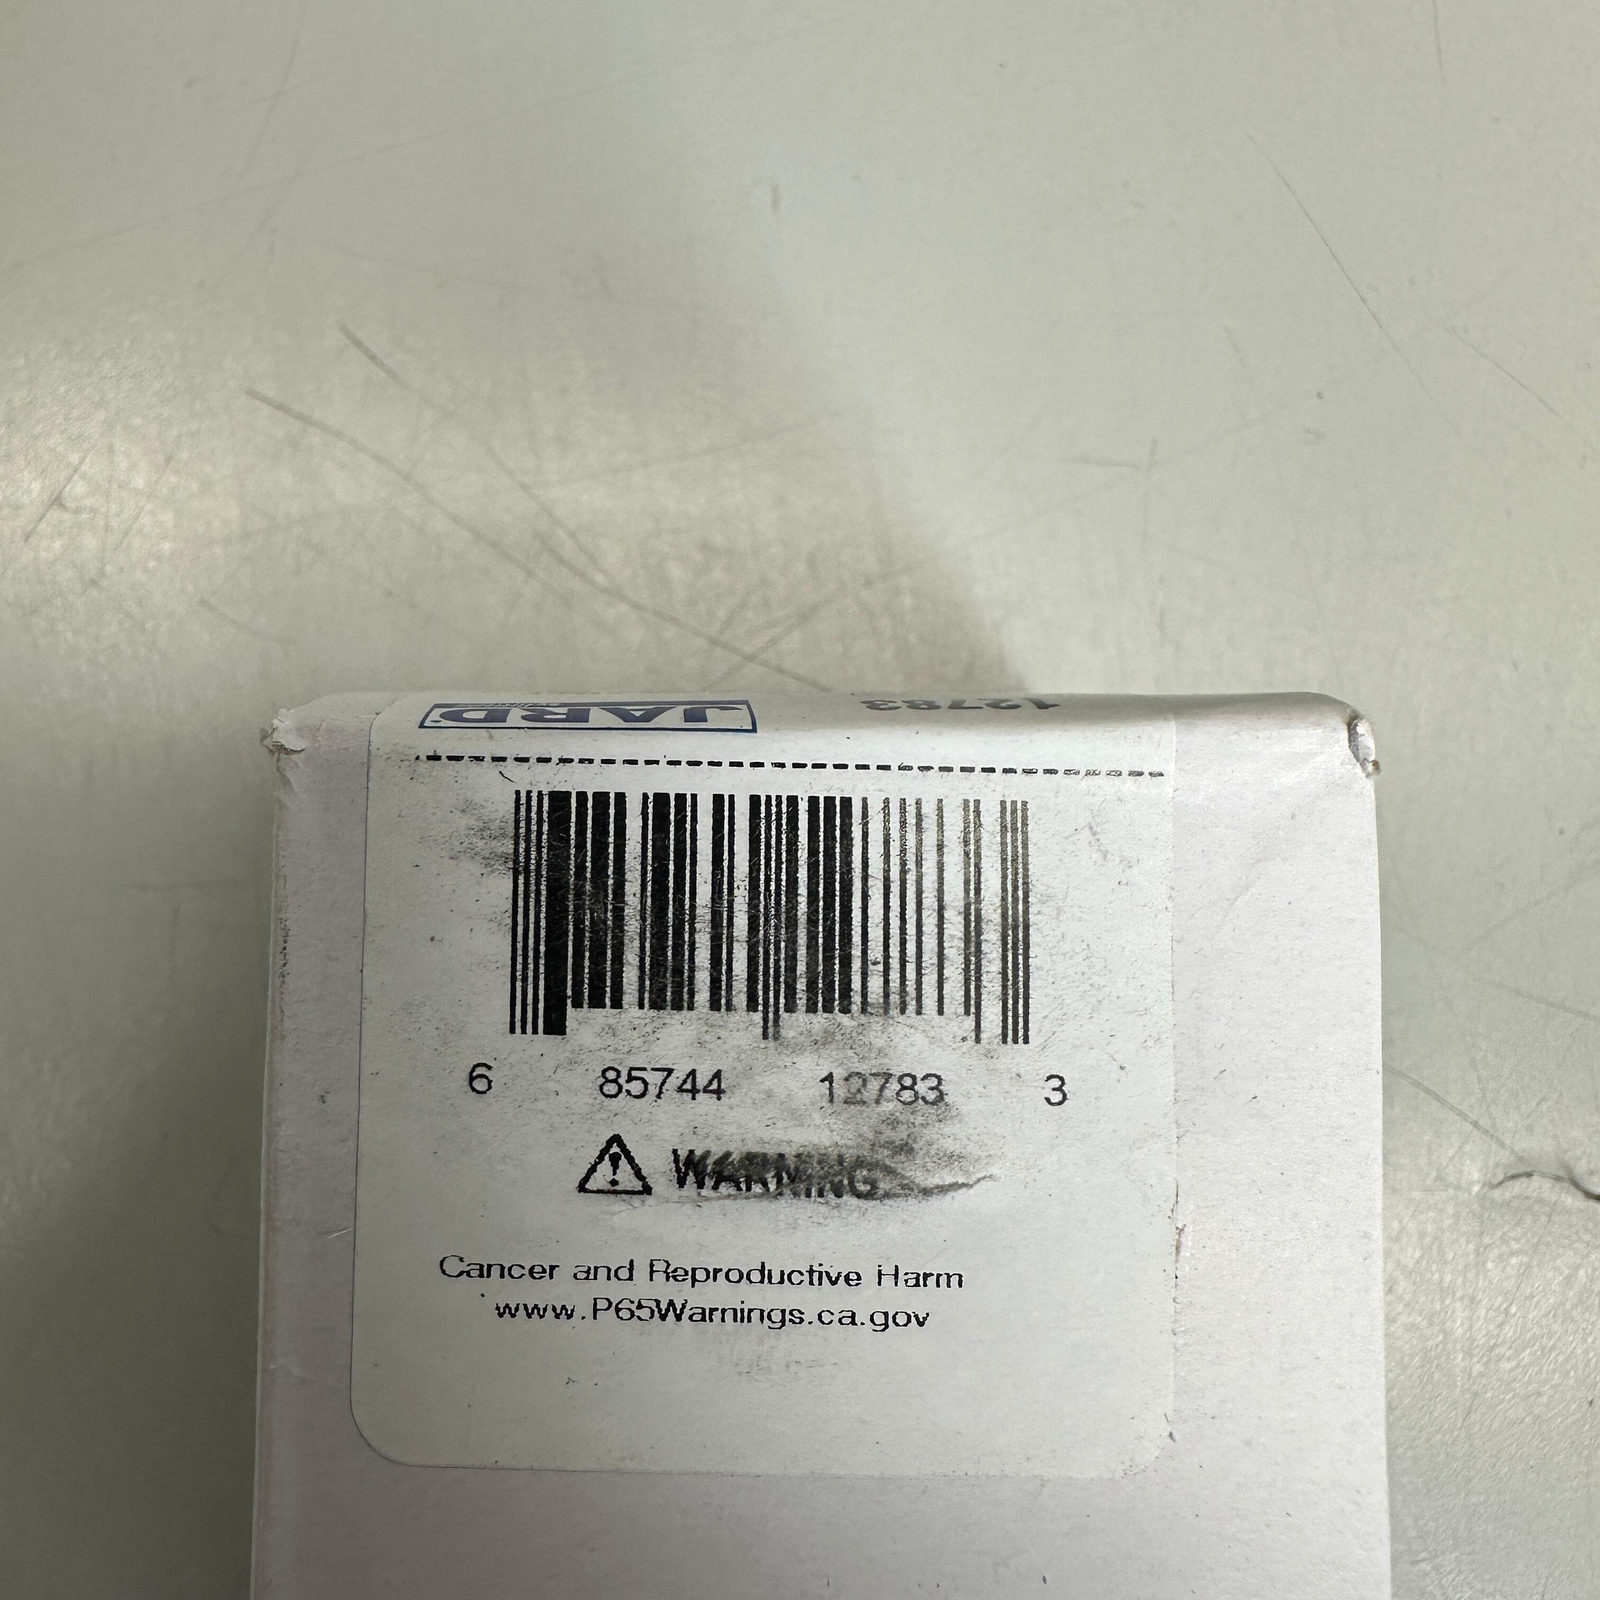 JARD 12783
6 85744 12783 3
WARNING
Cancer and Reproductive Harm
www.P65Warnings.ca.gov